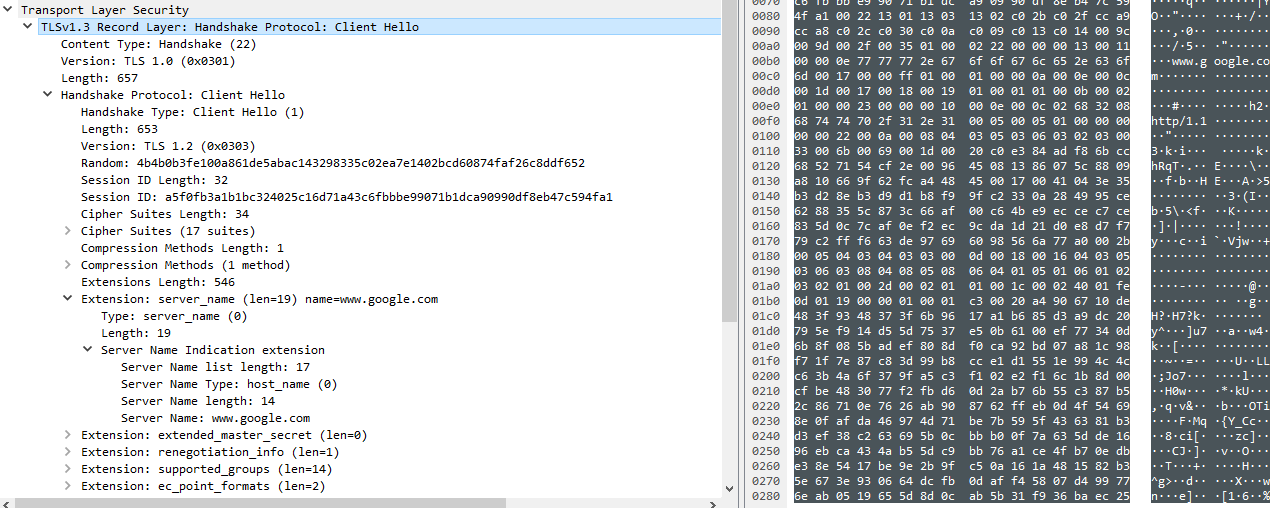 Transport Layer Security
TLSv1.3 Record Layer: Handshake Protocol: Client Hello
Content Type: Handshake (22)
Version: TLS 1.0 (0x0301)
Length: 657
Handshake Protocol: Client Hello
Handshake Type: Client Hello (1)
Length: 653
Version: TLS 1.2 (0x0303)
Random: 4b4b0b3fe100a861de5abac143298335c02ea7e1402bcd60874faf26c8ddf652
Session ID Length: 32
Session ID: a5f0fb3a1b1bc324025c16d71a43c6fbbbe99071b1dca90990df8eb47c594fa1
Cipher Suites Length: 34
Cipher Suites (17 suites)
Compression Methods Length: 1
Compression Methods (1 method)
Extensions Length: 546
Extension: server_name (len=19) name=www.google.com
Type: server_name (0)
Length: 19
Server Name Indication extension
Server Name list length: 17
Server Name Type: host_name (0)
Server Name length: 14
Server Name: www.google.com
Extension: extended_master_secret (len=0)
Extension: renegotiation_info (len=1)
Extension: supported_groups (len=14)
Extension: ec_point_formats (len=2)
0070 c6 fb bb e9 90 71 b1 dc a9 09 90 df 8e b4 7c 59
0080 4f a1 00 22 13 01 13 03 13 02 c0 2b c0 2f cc a9
0090 cc a8 c0 2c c0 30 c0 0a c0 09 c0 13 c0 14 00 9c
00a0 00 9d 00 2f 00 35 01 00 02 22 00 00 00 13 00 11
00b0 00 00 0e 77 77 77 2e 67 6f 6f 67 6c 65 2e 63 6f ···www.g oogle.co
00c0 6d 00 17 00 00 ff 01 00 01 00 00 0a 00 0e 00 0c
00d0 00 1d 00 17 00 18 00 19 01 00 01 01 00 0b 00 02
00e0 01 00 00 23 00 00 00 10 00 0e 00 0c 02 68 32 08
00f0 68 74 74 70 2f 31 2e 31 00 05 00 05 01 00 00 00 http/1.1
0100 00 00 22 00 0a 00 08 04 03 05 03 06 03 02 03 00
0110 33 00 6b 00 69 00 1d 00 20 c0 e3 84 ad f8 6b cc
0120 68 52 71 54 cf 2e 00 96 45 08 13 86 07 5c 88 09
0130 a8 10 66 9f 62 fc a4 48 45 00 17 00 41 04 3e 35
0140 b3 d2 8e b3 d9 d1 b8 f9 9f c2 33 0a 28 49 95 ce
0150 62 88 35 5c 87 3c 66 af 00 c6 4b e9 ec ce c7 eb
0160 83 5d 0c 7c af 0e f2 ec 9c da 1d 21 d0 e8 d7 f7
0170 79 c2 ff f6 63 de 97 69 60 98 56 6a 77 a0 00 2b
0180 00 05 04 03 04 03 03 00 0d 00 18 00 16 04 03 05
0190 03 06 03 08 04 08 05 08 06 04 01 05 01 06 01 02
01a0 03 02 01 00 2d 00 02 01 01 00 1c 00 02 40 01 fe
01b0 0d 01 19 00 00 01 00 01 c3 00 20 a4 90 67 10 de
01c0 48 3f 93 48 37 3f 6b 96 17 a1 b6 85 d3 a9 dc 20
01d0 79 5e f9 14 d5 5d 75 37 e5 0b 61 00 ef 77 34 0d
01e0 6b 8f 08 5b ad ef 80 8d f0 ca 92 bd 07 a8 1c 98
01f0 f1 1f 7e 87 c8 3d 99 b8 cc e1 d1 55 1e 99 4c 4c
0200 c6 3b 4a 6f 37 9f a5 c3 f1 02 e2 f1 6c 1b 8d 00
0210 cf be 48 30 77 f2 fb d6 0d 2a b7 6b 55 c3 87 b5
0220 2c 86 71 0e 76 26 ab 90 87 62 ff eb 0d 4f 54 69
0230 8e 0f af da 46 97 4d 71 be 7b 59 5f 43 63 81 b3
0240 d3 ef 38 c2 63 69 5b 0c bb b0 0f 7a 63 5d de 16
0250 96 eb ca 43 4a b5 5d c9 bb 76 a1 ce 4f b7 0e db
0260 e3 8e 54 17 be 9e 2b 9f c5 0a 16 1a 48 15 82 b3
0270 5e 67 3e 93 06 64 dc fb 0d af f4 58 07 d4 99 77
0280 6e ab 05 19 65 5d 8d 0c ab 5b 31 f9 36 ba ec 25